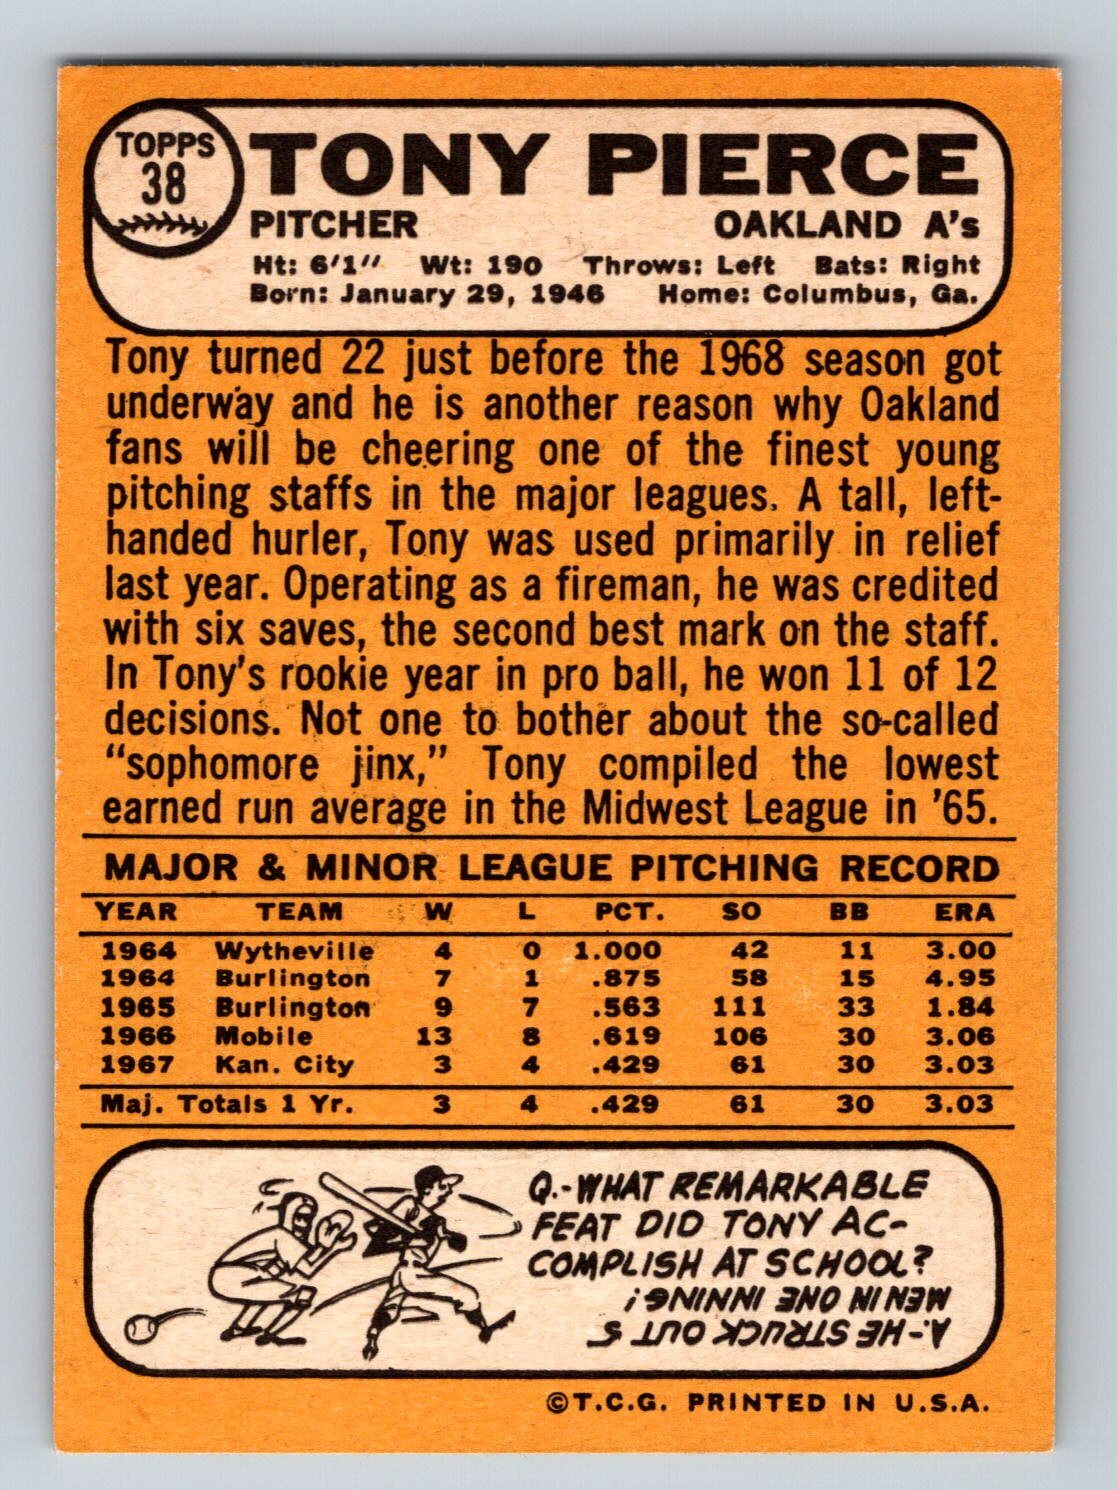 TOPPS
38
TONY PIERCE
PITCHER OAKLAND A's
Ht: 6'1" Wt: 190 Throws: Left Bats: Right
Born: January 29, 1946 Home: Columbus, Ga.
Tony turned 22 just before the 1968 season got
underway and he is another reason why Oakland
fans will be cheering one of the finest young
pitching staffs in the major leagues. A tall, left-
handed hurler, Tony was used primarily in relief
last year. Operating as a fireman, he was credited
with six saves, the second best mark on the staff.
In Tony's rookie year in pro ball, he won 11 of 12
decisions. Not one to bother about the so-called
"sophomore jinx," Tony compiled the lowest
earned run average in the Midwest League in '65.
MAJOR & MINOR LEAGUE PITCHING RECORD
YEAR TEAM W L PCT. SO BB ERA
1964 Wytheville 4 0 1.000 42 11 3.00
1964 Burlington 7 1 .875 58 15 4.95
1965 Burlington 9 7 .563 111 33 1.84
1966 Mobile 13 8 .619 106 30 3.06
1967 Kan. City 3 4 .429 61 30 3.03
Maj. Totals 1 Yr. 3 4 .429 61 30 3.03
Q.-WHAT REMARKABLE
FEAT DID TONY AC-
COMPLISH AT SCHOOL?
A.-HE STRUCK OUT 5
MEN IN ONE INNING!
©T.C.G. PRINTED IN U.S.A.